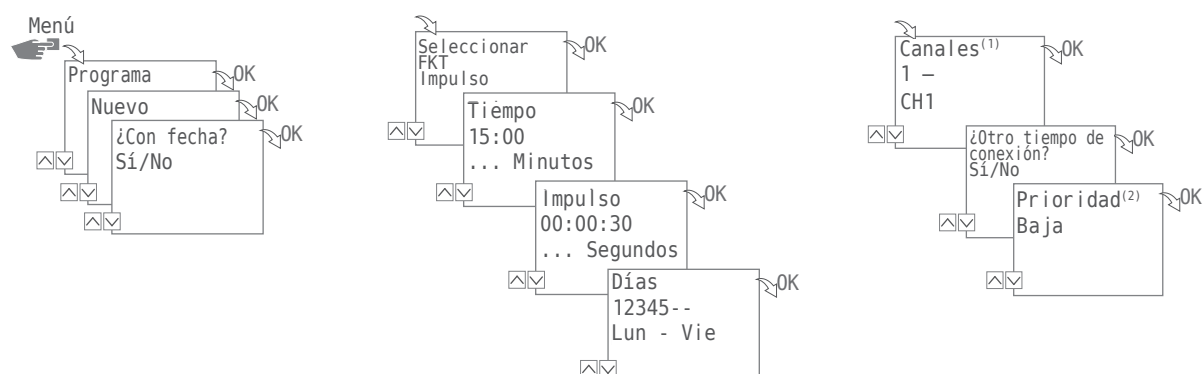 Menú
Programa
OK
Nuevo
OK
¿Con fecha?
Sí/No
OK
Seleccionar
FKT
Impulso
OK
Tiempo
15:00
... Minutos
OK
Impulso
00:00:30
... Segundos
OK
Días
12345--
Lun - Vie
OK
Canales(1)
1 –
CH1
OK
¿Otro tiempo de
conexión?
Sí/No
OK
Prioridad(2)
Baja
OK